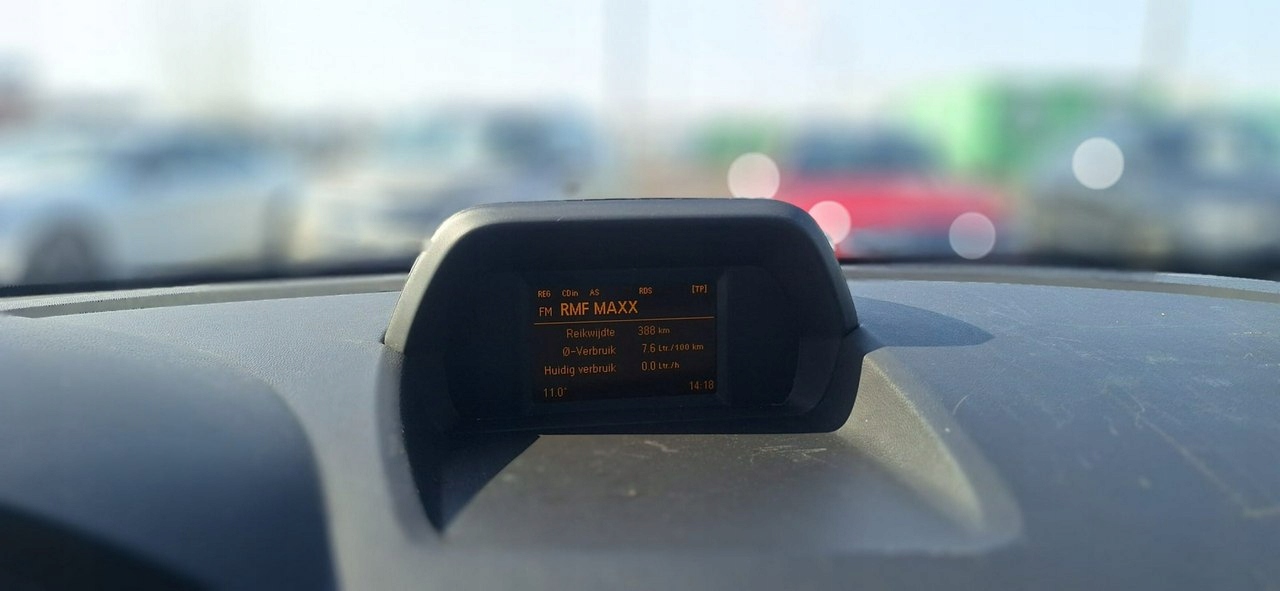 REG CDin AS RDS [TP]
FM RMF MAXX
Reikwijdte 388 km
Ø-Verbruik 7.6 Ltr./100 km
Huidig verbruik 0.0 Ltr./h
11.0° 14:18